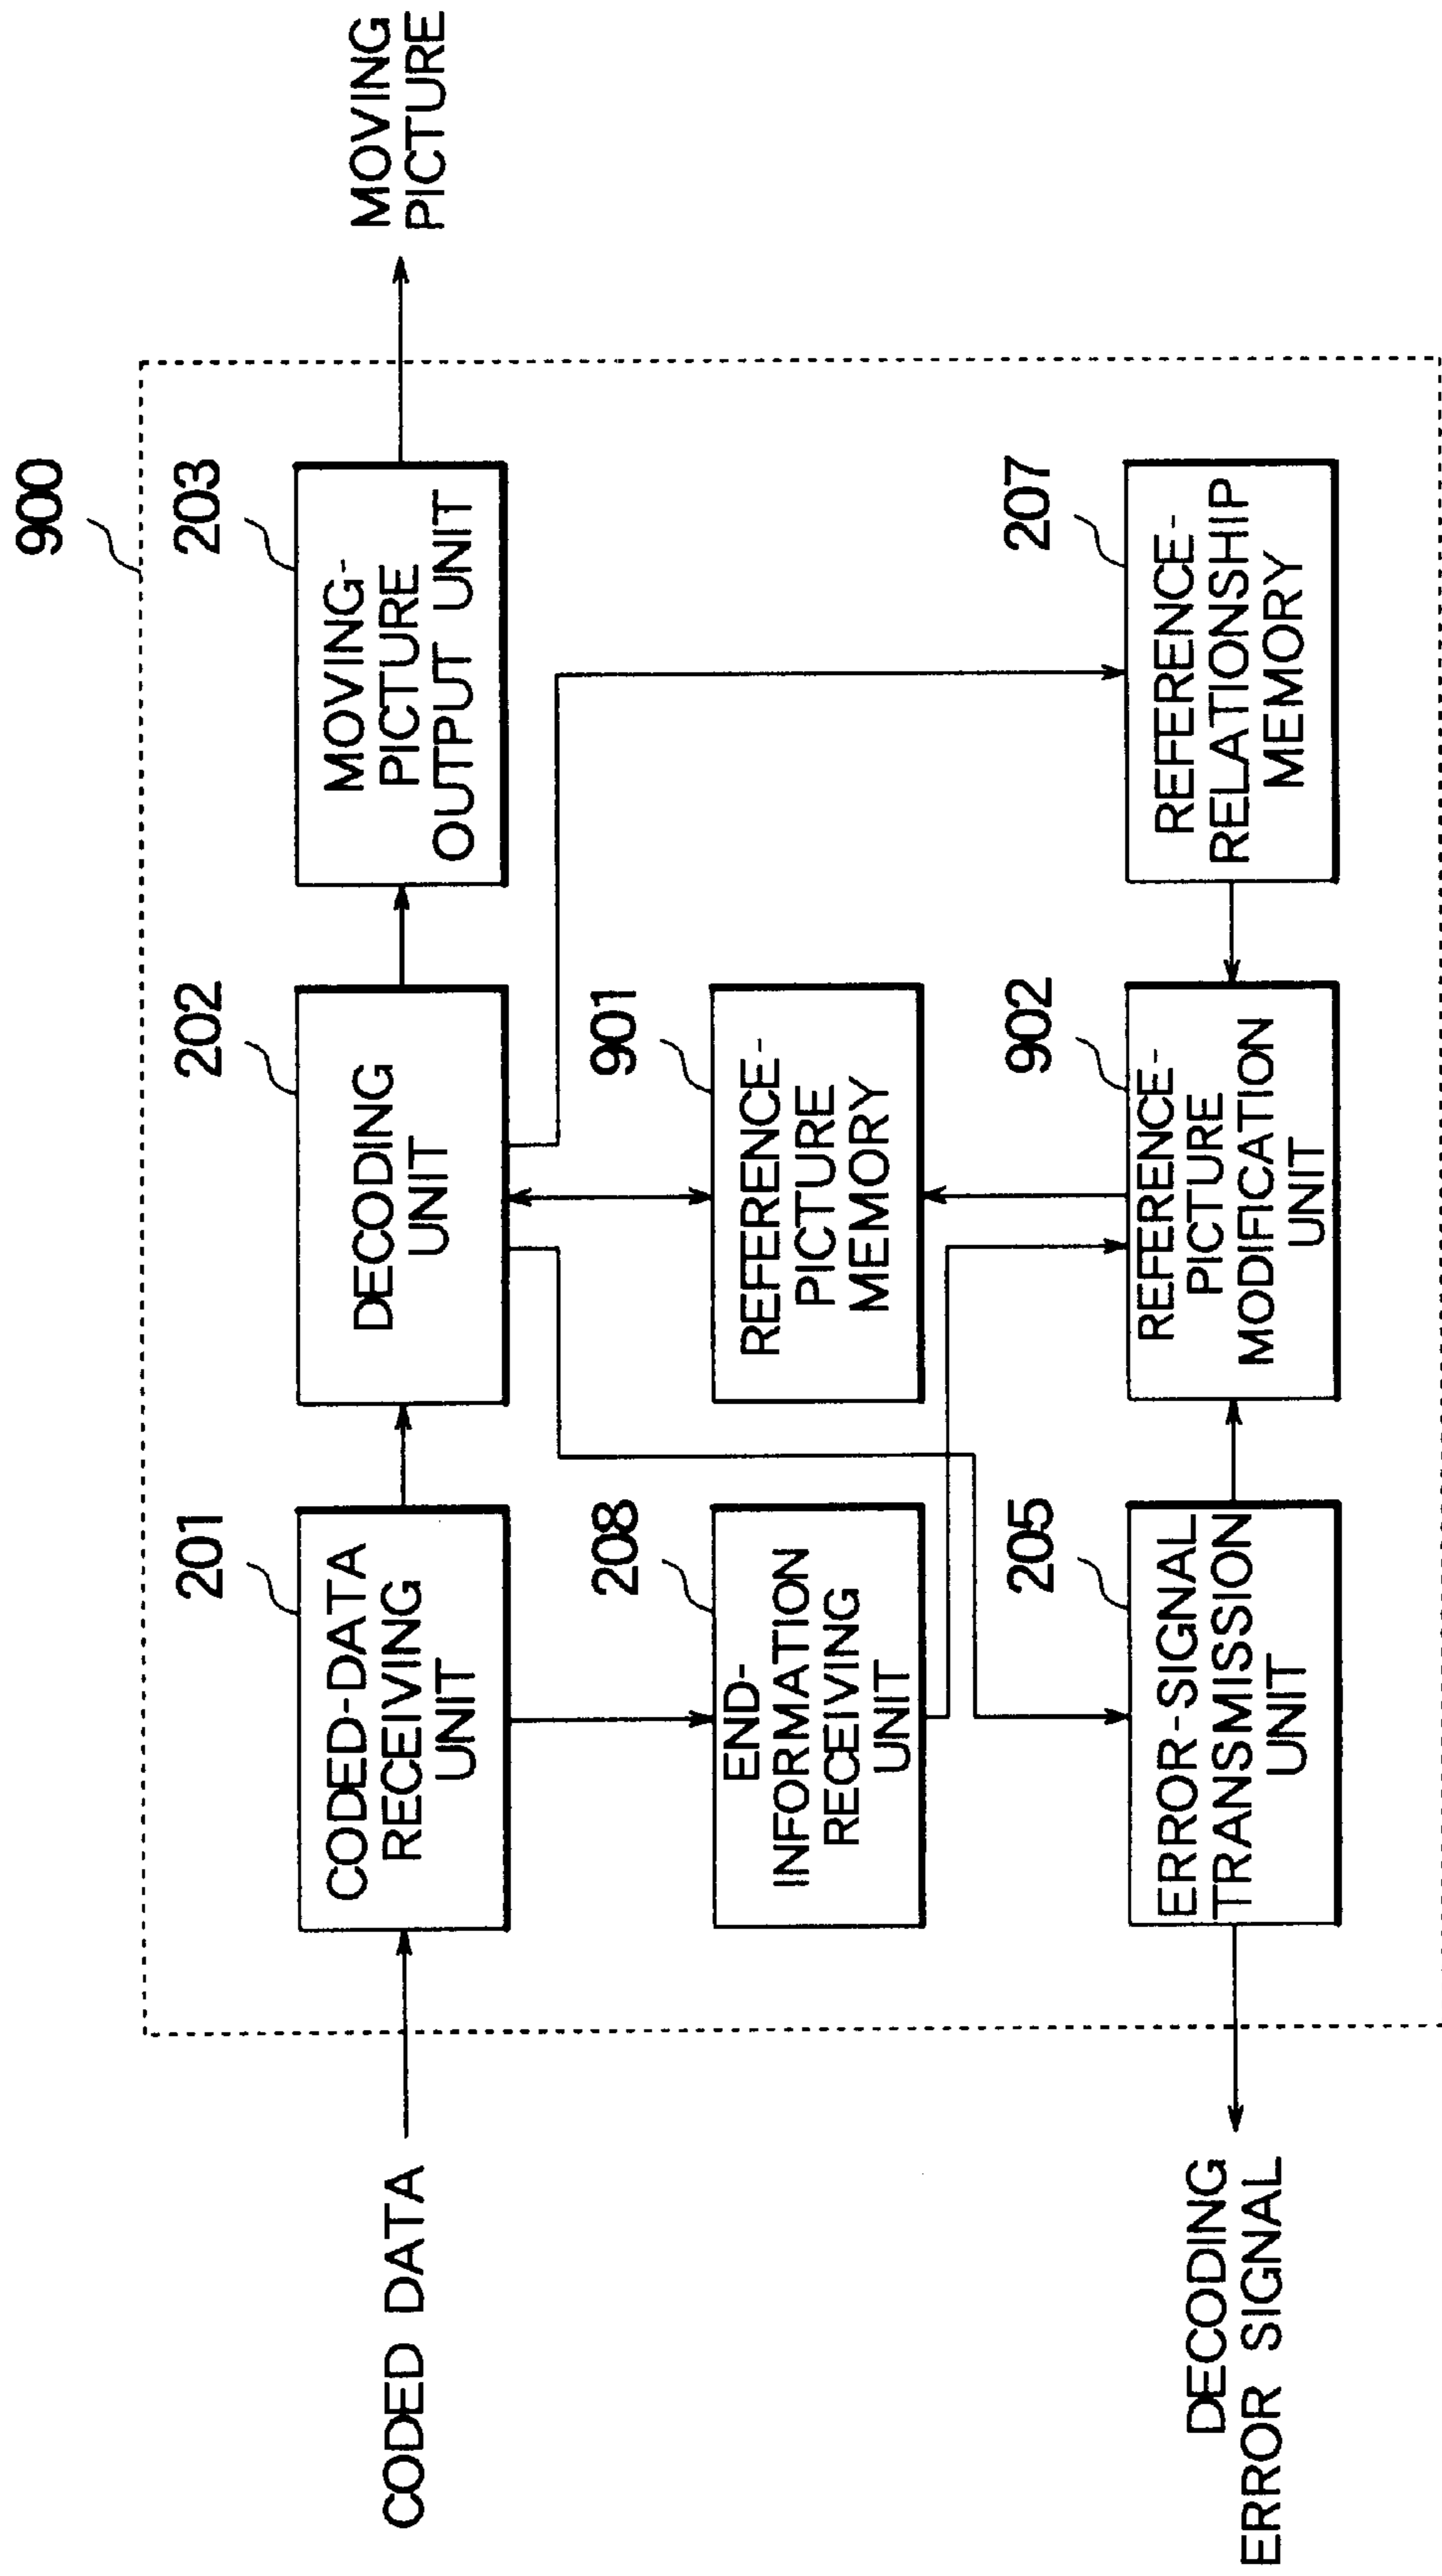 900
CODED DATA
201
CODED-DATA
RECEIVING
UNIT
202
DECODING
UNIT
203
MOVING-
PICTURE
OUTPUT UNIT
MOVING
PICTURE
208
END-
INFORMATION
RECEIVING
UNIT
901
REFERENCE-
PICTURE
MEMORY
DECODING
ERROR SIGNAL
205
ERROR-SIGNAL
TRANSMISSION
UNIT
902
REFERENCE-
PICTURE
MODIFICATION
UNIT
207
REFERENCE-
RELATIONSHIP
MEMORY